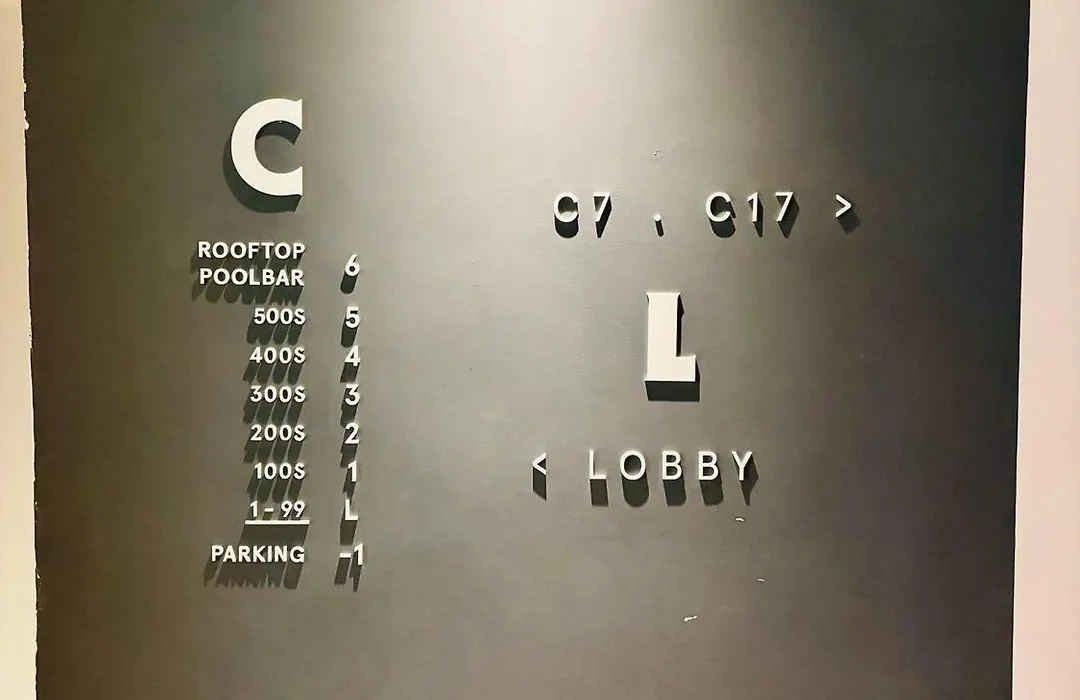 C
ROOFTOP
POOLBAR 6
500S 5
400S 4
300S 3
200S 2
100S 1
1-99 L
PARKING -1
C7 . C17 >
L
< LOBBY